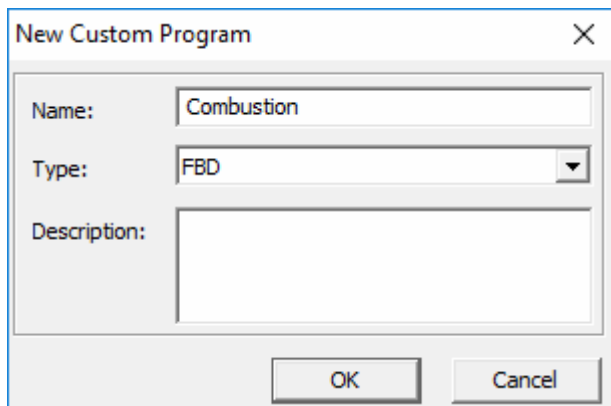 New Custom Program
Name: Combustion
Type: FBD
Description:
OK Cancel